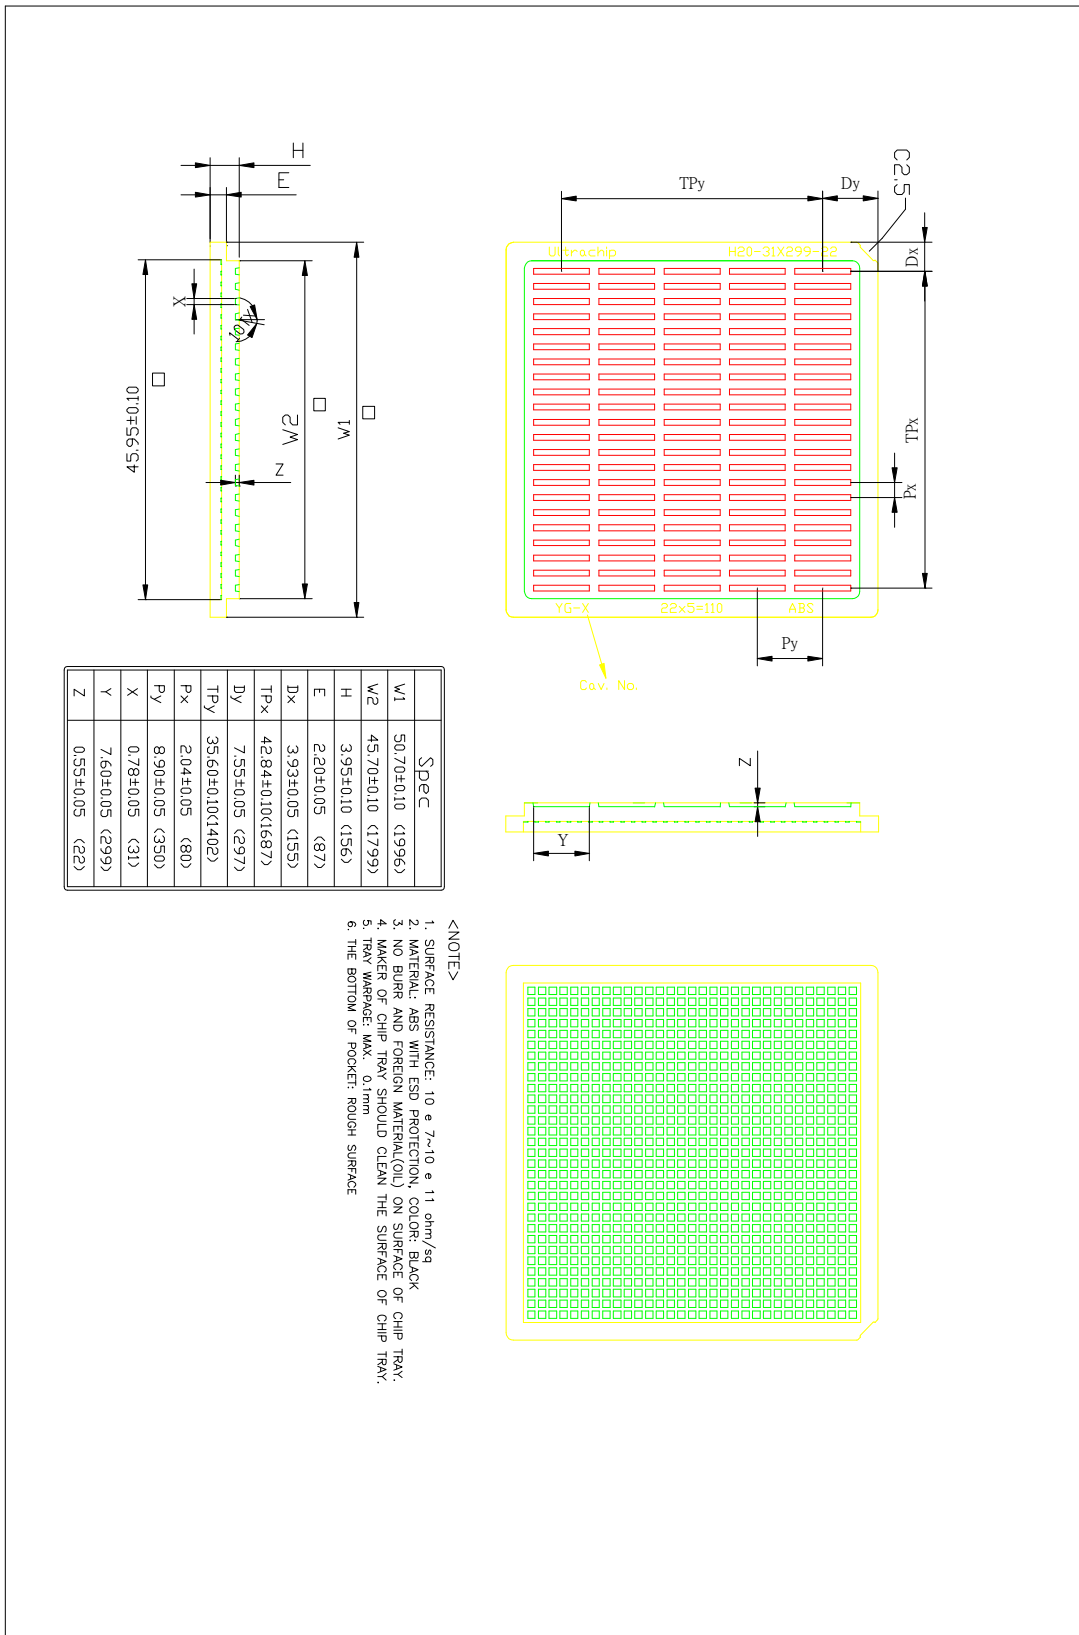 C2.5
TPy
Dy
Dx
Ultrachip
H20-31X299-22
TPx
Px
YG-X
22x5=110
ABS
Py
Cav. No.
H
E
X
W1
W2
Z
45.95±0.10
Z
Y
Spec
W1 50.70±0.10 (1996)
W2 45.70±0.10 (1799)
H 3.95±0.10 (156)
E 2.20±0.05 (87)
Dx 3.93±0.05 (155)
TPx 42.84±0.10(1687)
Dy 7.55±0.05 (297)
TPy 35.60±0.10(1402)
Px 2.04±0.05 (80)
Py 8.90±0.05 (350)
X 0.78±0.05 (31)
Y 7.60±0.05 (299)
Z 0.55±0.05 (22)
<NOTE>
1. SURFACE RESISTANCE: 10 e 7~10 e 11 ohm/sq
2. MATERIAL: ABS WITH ESD PROTECTION, COLOR: BLACK
3. NO BURR AND FOREIGN MATERIAL(OIL) ON SURFACE OF CHIP TRAY.
4. MAKER OF CHIP TRAY SHOULD CLEAN THE SURFACE OF CHIP TRAY.
5. TRAY WARPAGE: MAX. 0.1mm
6. THE BOTTOM OF POCKET: ROUGH SURFACE